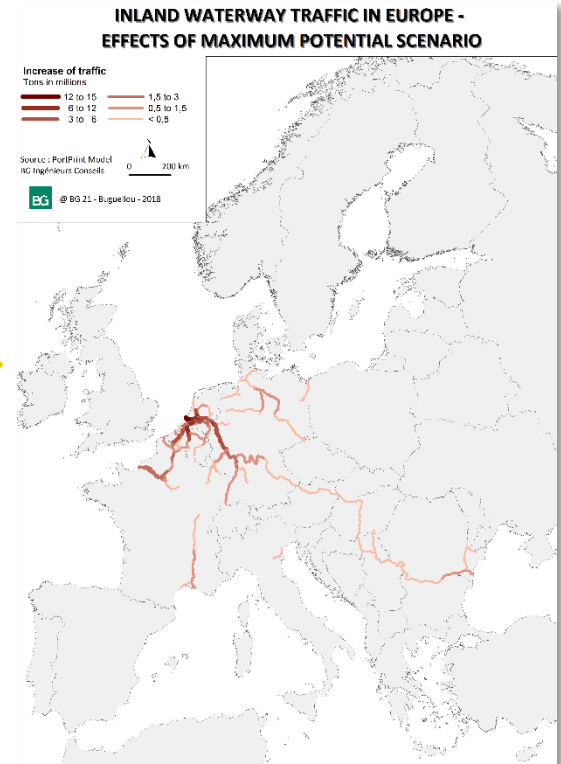 INLAND WATERWAY TRAFFIC IN EUROPE -
EFFECTS OF MAXIMUM POTENTIAL SCENARIO
Increase of traffic
Tons in millions
12 to 15
6 to 12
3 to 6
1,5 to 3
0,5 to 1,5
< 0,5
Source : PortPrint Model
BG Ingénieurs Conseils
0 200 km
BG
@ BG 21 - Buguellou - 2018